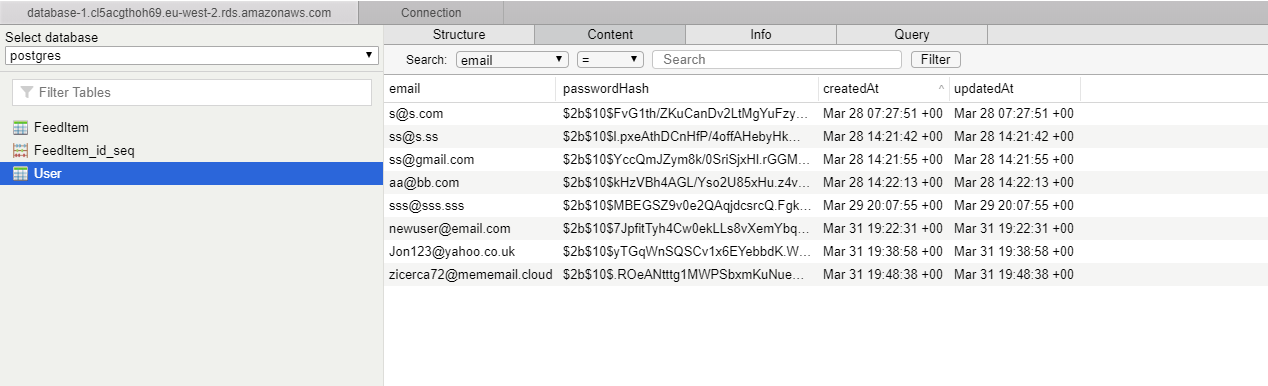 database-1.cl5acgthoh69.eu-west-2.rds.amazonaws.com Connection
Select database
postgres
Filter Tables
FeedItem
FeedItem_id_seq
User
Structure Content Info Query
Search: email = Search Filter
email passwordHash createdAt ^ updatedAt
s@s.com $2b$10$FvG1th/ZKuCanDv2LtMgYuFzy… Mar 28 07:27:51 +00 Mar 28 07:27:51 +00
ss@s.ss $2b$10$l.pxeAthDCnHfP/4offAHebyHk… Mar 28 14:21:42 +00 Mar 28 14:21:42 +00
ss@gmail.com $2b$10$YccQmJZym8k/0SriSjxHl.rGGM… Mar 28 14:21:55 +00 Mar 28 14:21:55 +00
aa@bb.com $2b$10$kHzVBh4AGL/Yso2U85xHu.z4v… Mar 28 14:22:13 +00 Mar 28 14:22:13 +00
sss@sss.sss $2b$10$MBEGSZ9v0e2QAqjdcsrcQ.Fgk… Mar 29 20:07:55 +00 Mar 29 20:07:55 +00
newuser@email.com $2b$10$7JpfitTyh4Cw0ekLLs8vXemYbq… Mar 31 19:22:31 +00 Mar 31 19:22:31 +00
Jon123@yahoo.co.uk $2b$10$yTGqWnSQSCv1x6EYebbdK.W… Mar 31 19:38:58 +00 Mar 31 19:38:58 +00
zicerca72@mememail.cloud $2b$10$.ROeANtttg1MWPSbxmKuNue… Mar 31 19:48:38 +00 Mar 31 19:48:38 +00